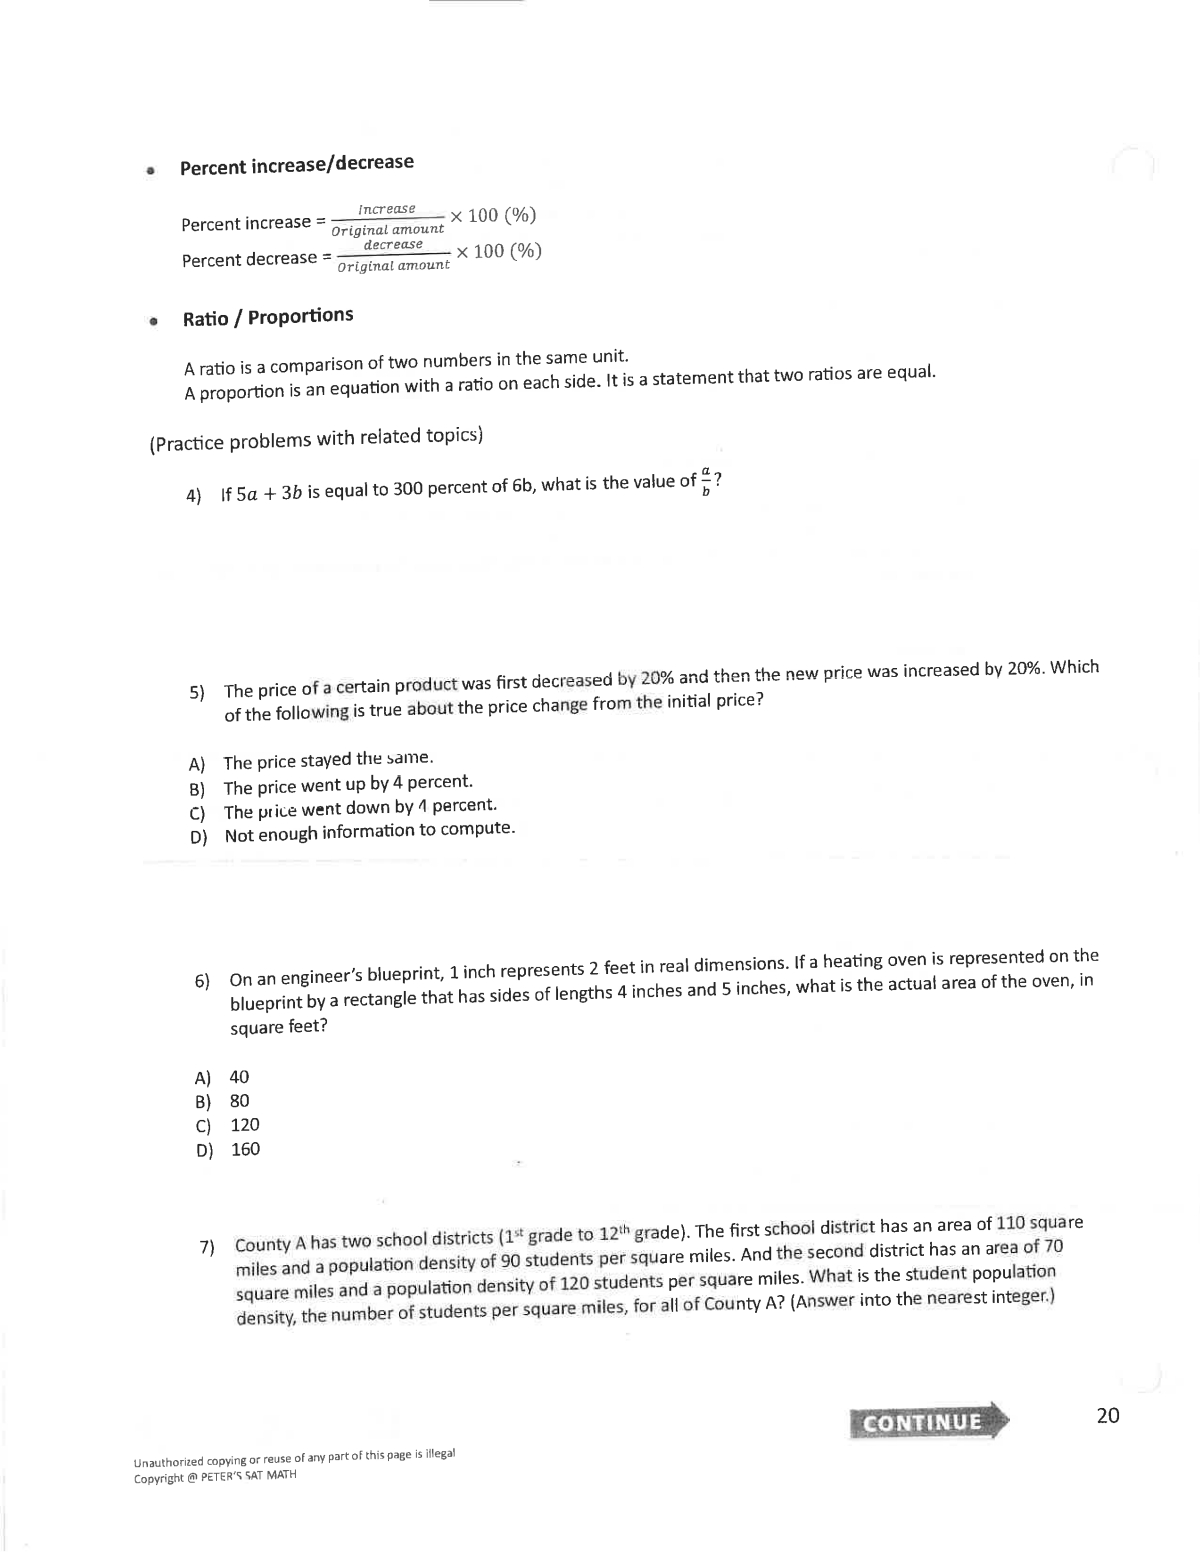 • Percent increase/decrease
Percent increase = Increase / Original amount × 100 (%)
Percent decrease = decrease / Original amount × 100 (%)
• Ratio / Proportions
A ratio is a comparison of two numbers in the same unit.
A proportion is an equation with a ratio on each side. It is a statement that two ratios are equal.
(Practice problems with related topics)
4) If 5a + 3b is equal to 300 percent of 6b, what is the value of a/b?
5) The price of a certain product was first decreased by 20% and then the new price was increased by 20%. Which
of the following is true about the price change from the initial price?
A) The price stayed the same.
B) The price went up by 4 percent.
C) The price went down by 4 percent.
D) Not enough information to compute.
6) On an engineer's blueprint, 1 inch represents 2 feet in real dimensions. If a heating oven is represented on the
blueprint by a rectangle that has sides of lengths 4 inches and 5 inches, what is the actual area of the oven, in
square feet?
A) 40
B) 80
C) 120
D) 160
7) County A has two school districts (1st grade to 12th grade). The first school district has an area of 110 square
miles and a population density of 90 students per square miles. And the second district has an area of 70
square miles and a population density of 120 students per square miles. What is the student population
density, the number of students per square miles, for all of County A? (Answer into the nearest integer.)
CONTINUE
20
Unauthorized copying or reuse of any part of this page is illegal
Copyright @ PETER'S SAT MATH